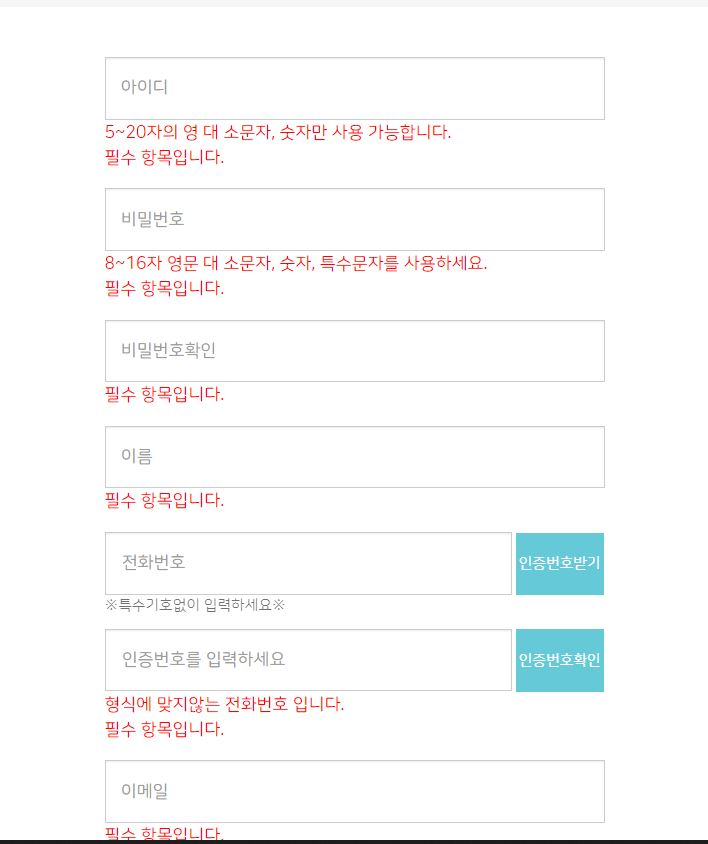 아이디
5~20자의 영 대 소문자, 숫자만 사용 가능합니다.
필수 항목입니다.
비밀번호
8~16자 영문 대 소문자, 숫자, 특수문자를 사용하세요.
필수 항목입니다.
비밀번호확인
필수 항목입니다.
이름
필수 항목입니다.
전화번호 인증번호받기
※특수기호없이 입력하세요※
인증번호를 입력하세요 인증번호확인
형식에 맞지않는 전화번호 입니다.
필수 항목입니다.
이메일
필수 항목입니다.